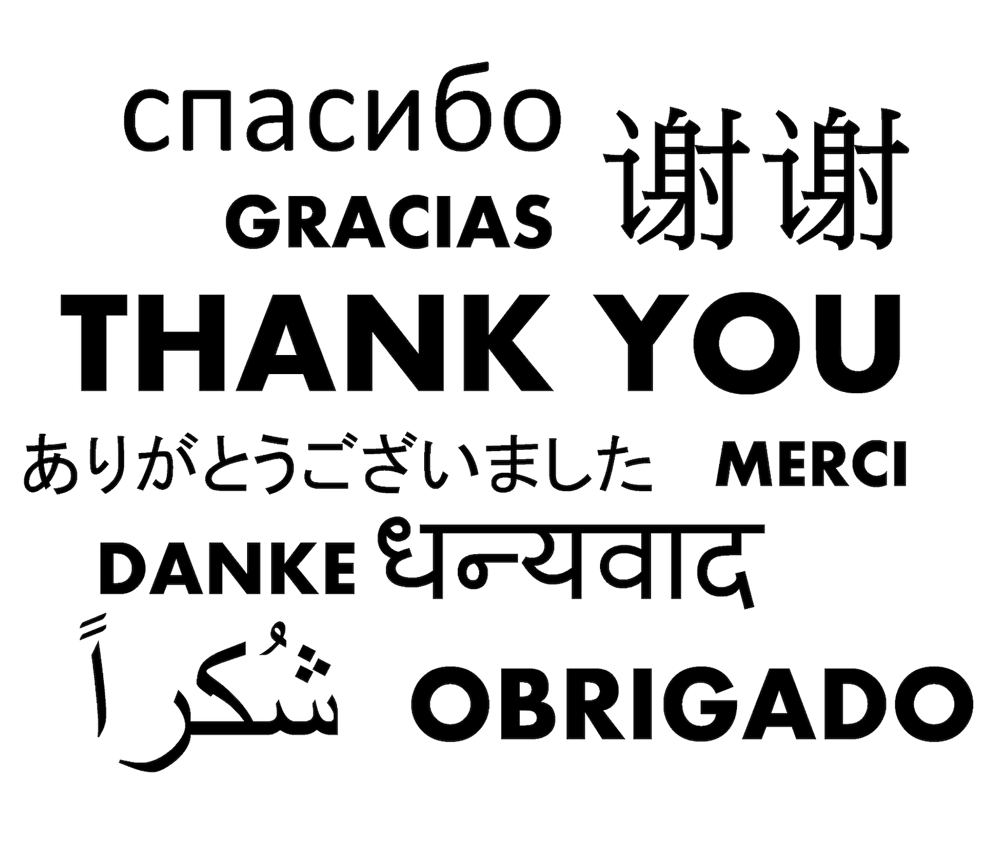 спасибо
谢谢
GRACIAS
THANK YOU
ありがとうございました
MERCI
DANKE
धन्यवाद
شُكراً
OBRIGADO